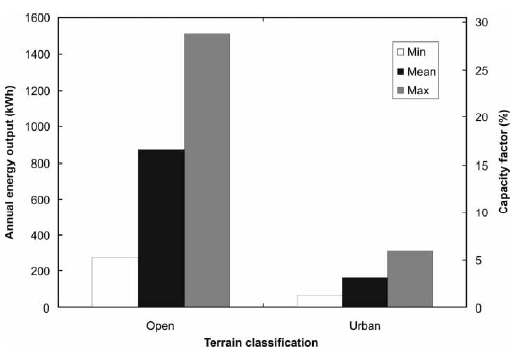 1600
1400
1200
1000
800
600
400
200
0
Annual energy output (kWh)
30
25
20
15
10
5
0
Capacity factor (%)
Min
Mean
Max
Open
Urban
Terrain classification